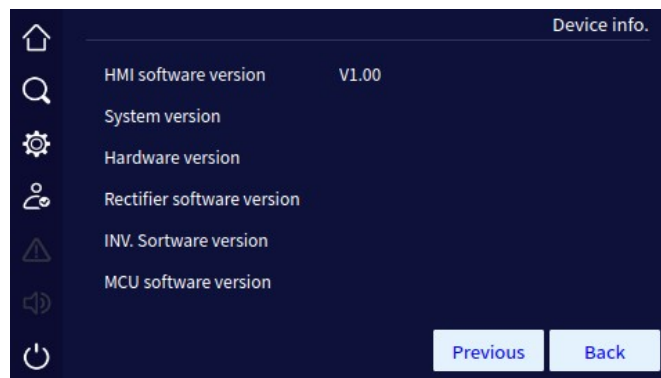 Device info.
HMI software version V1.00
System version
Hardware version
Rectifier software version
INV. Sortware version
MCU software version
Previous Back